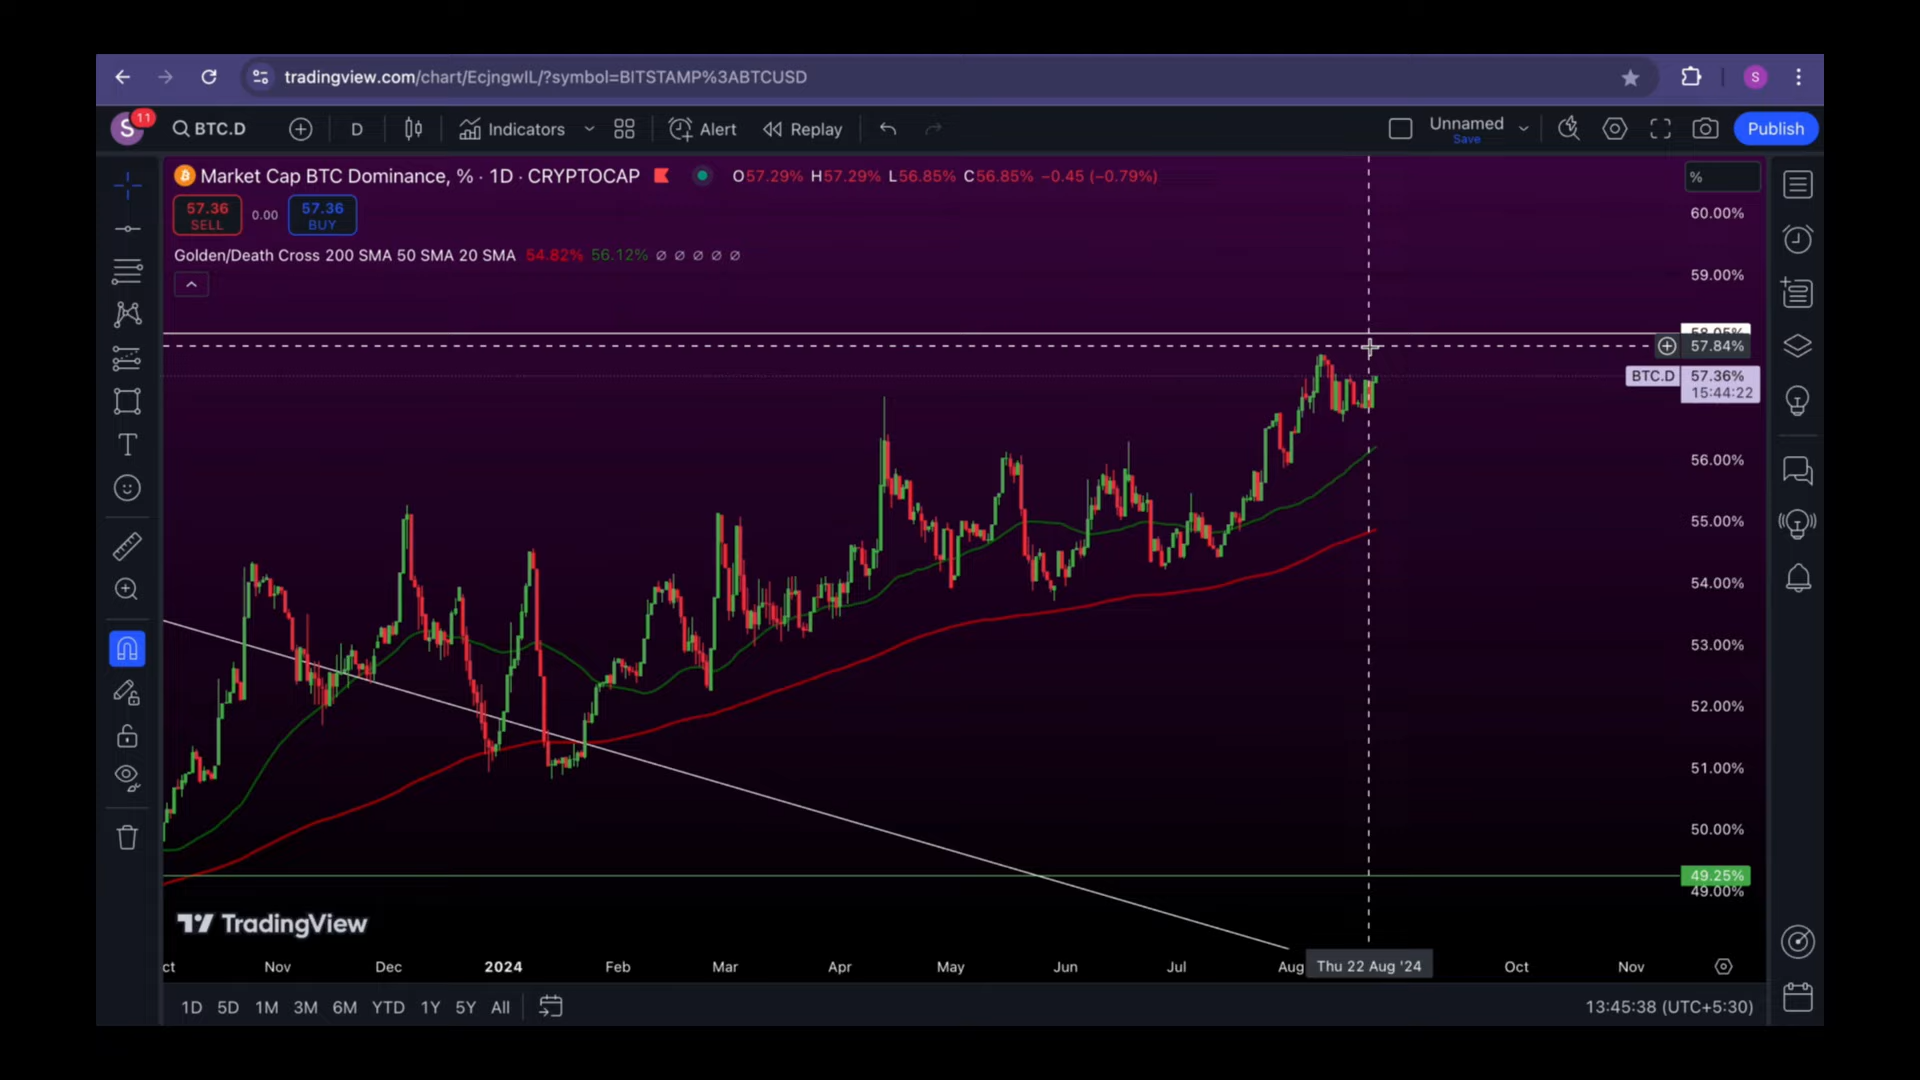 tradingview.com/chart/EcjngwIL/?symbol=BITSTAMP%3ABTCUSD
S
S 11 BTC.D D Indicators Alert Replay Unnamed Save Publish
Market Cap BTC Dominance, % · 1D · CRYPTOCAP O57.29% H57.29% L56.85% C56.85% −0.45 (−0.79%)
%
57.36 SELL 0.00 57.36 BUY
Golden/Death Cross 200 SMA 50 SMA 20 SMA 54.82% 56.12% ∅ ∅ ∅ ∅ ∅
60.00%
59.00%
58.05%
57.84%
BTC.D 57.36%
15:44:22
56.00%
55.00%
54.00%
53.00%
52.00%
51.00%
50.00%
49.25%
49.00%
TradingView
ct Nov Dec 2024 Feb Mar Apr May Jun Jul Aug Thu 22 Aug '24 Oct Nov
1D 5D 1M 3M 6M YTD 1Y 5Y All 13:45:38 (UTC+5:30)